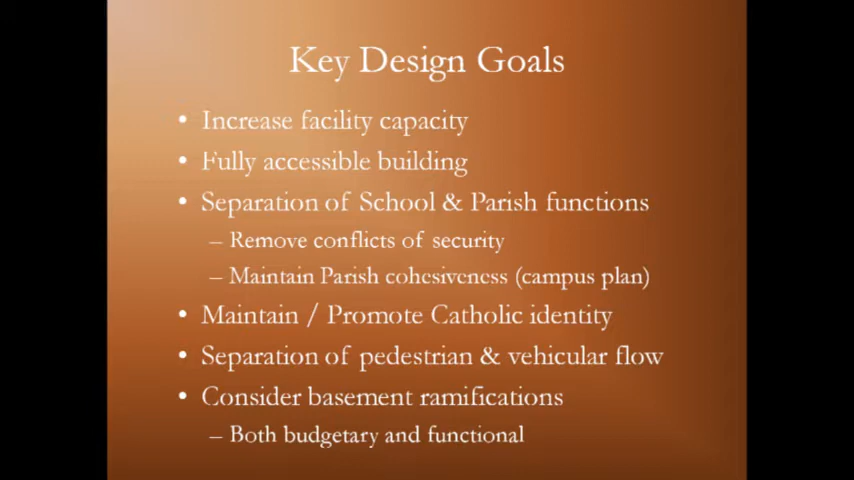 Key Design Goals
• Increase facility capacity
• Fully accessible building
• Separation of School & Parish functions
– Remove conflicts of security
– Maintain Parish cohesiveness (campus plan)
• Maintain / Promote Catholic identity
• Separation of pedestrian & vehicular flow
• Consider basement ramifications
– Both budgetary and functional